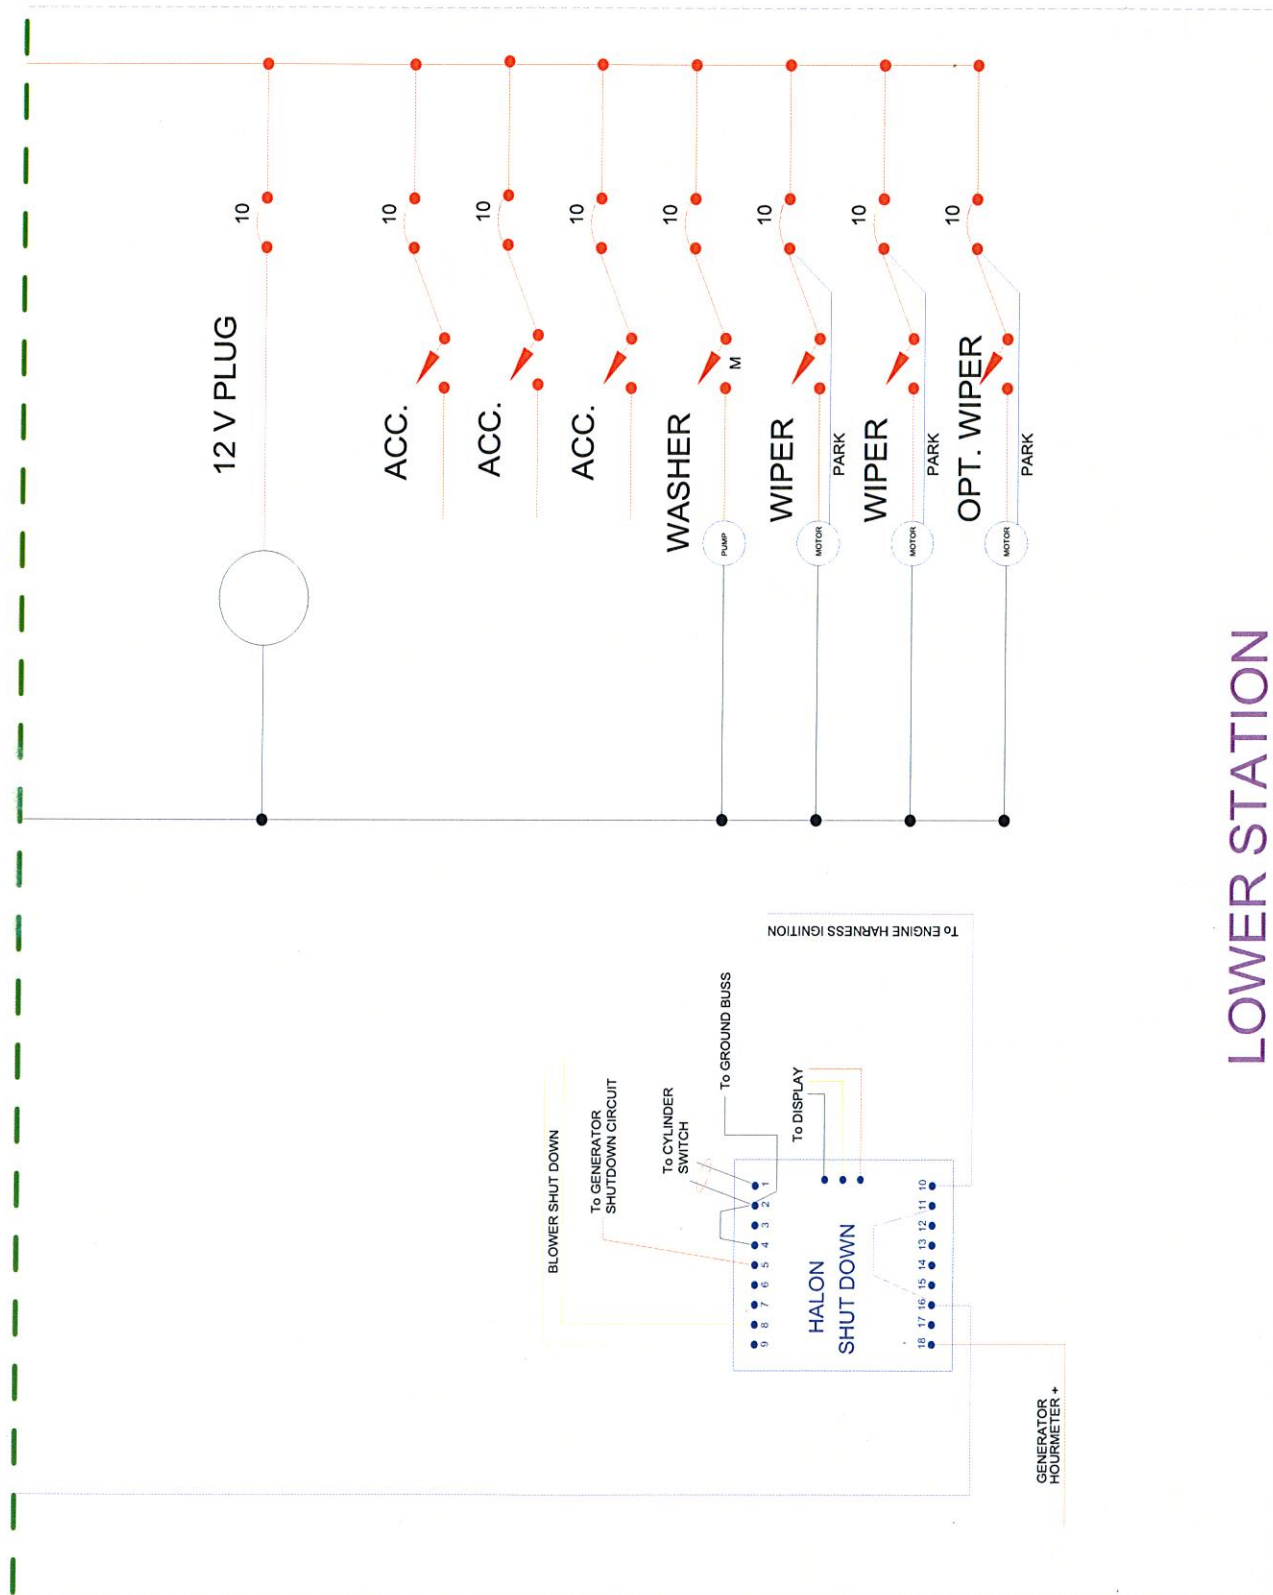 12 V PLUG
10
ACC.
10
ACC.
10
ACC.
10
WASHER
10
M
PUMP
WIPER
10
PARK
MOTOR
WIPER
10
PARK
MOTOR
OPT. WIPER
10
PARK
MOTOR
BLOWER SHUT DOWN
To GENERATOR
SHUTDOWN CIRCUIT
To CYLINDER
SWITCH
To GROUND BUSS
To DISPLAY
To ENGINE HARNESS IGNITION
9 8 7 6 5 4 3 2 1
HALON
SHUT DOWN
18 17 16 15 14 13 12 11 10
GENERATOR
HOURMETER +
LOWER STATION